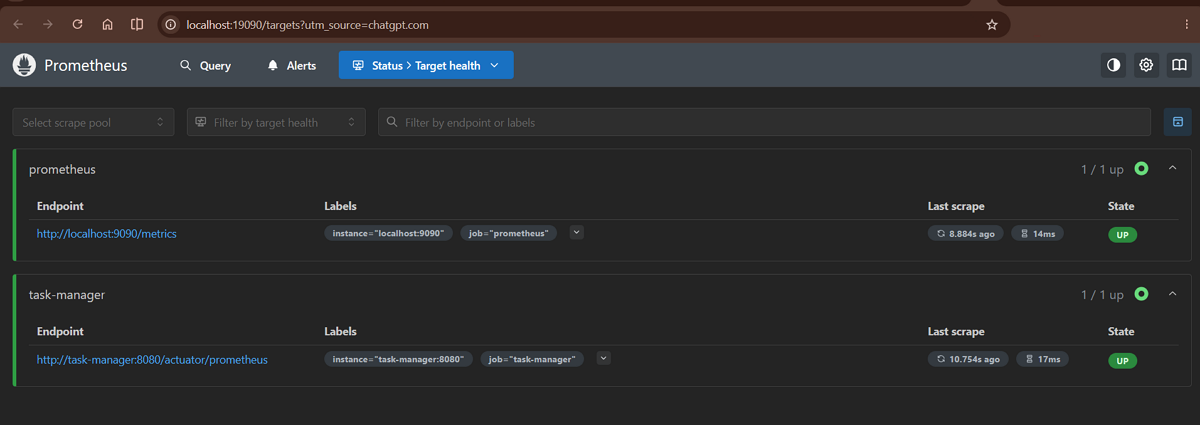 localhost:19090/targets?utm_source=chatgpt.com
Prometheus Query Alerts Status > Target health
Select scrape pool Filter by target health Filter by endpoint or labels
prometheus 1 / 1 up
Endpoint Labels Last scrape State
http://localhost:9090/metrics instance="localhost:9090" job="prometheus" 8.884s ago 14ms UP
task-manager 1 / 1 up
Endpoint Labels Last scrape State
http://task-manager:8080/actuator/prometheus instance="task-manager:8080" job="task-manager" 10.754s ago 17ms UP